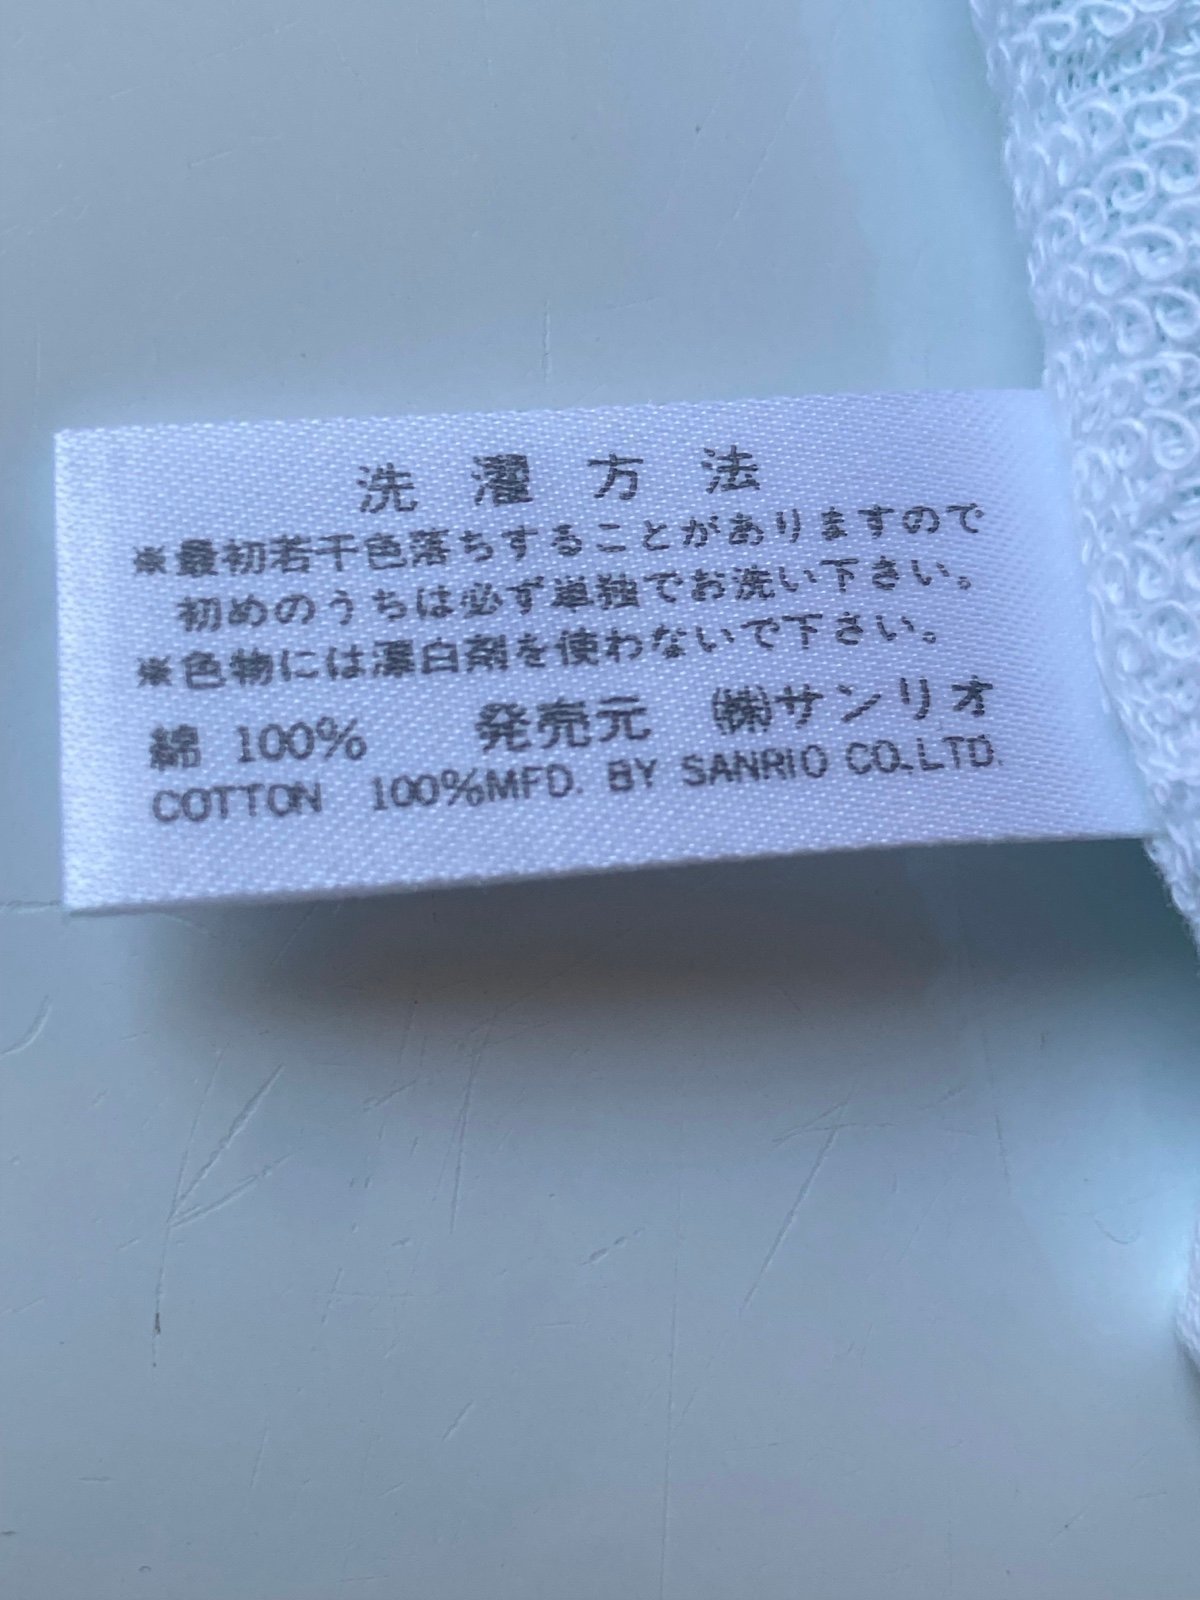 洗濯方法
※最初若干色落ちすることがありますので
初めのうちは必ず単独でお洗い下さい。
※色物には漂白剤を使わないで下さい。
綿 100% 発売元 ㈱サンリオ
COTTON 100%MFD. BY SANRIO CO.,LTD.